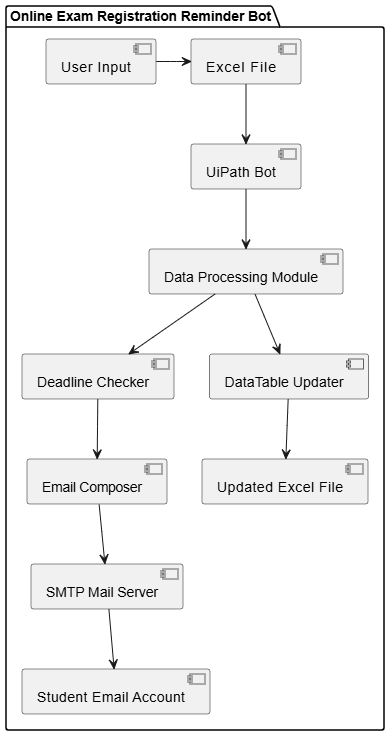 Online Exam Registration Reminder Bot
User Input
Excel File
UiPath Bot
Data Processing Module
Deadline Checker
DataTable Updater
Email Composer
Updated Excel File
SMTP Mail Server
Student Email Account